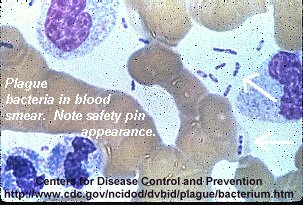 Plague
bacteria in blood
smear. Note safety pin
appearance.
Centers for Disease Control and Prevention
http://www.cdc.gov/ncidod/dvbid/plague/bacterium.htm